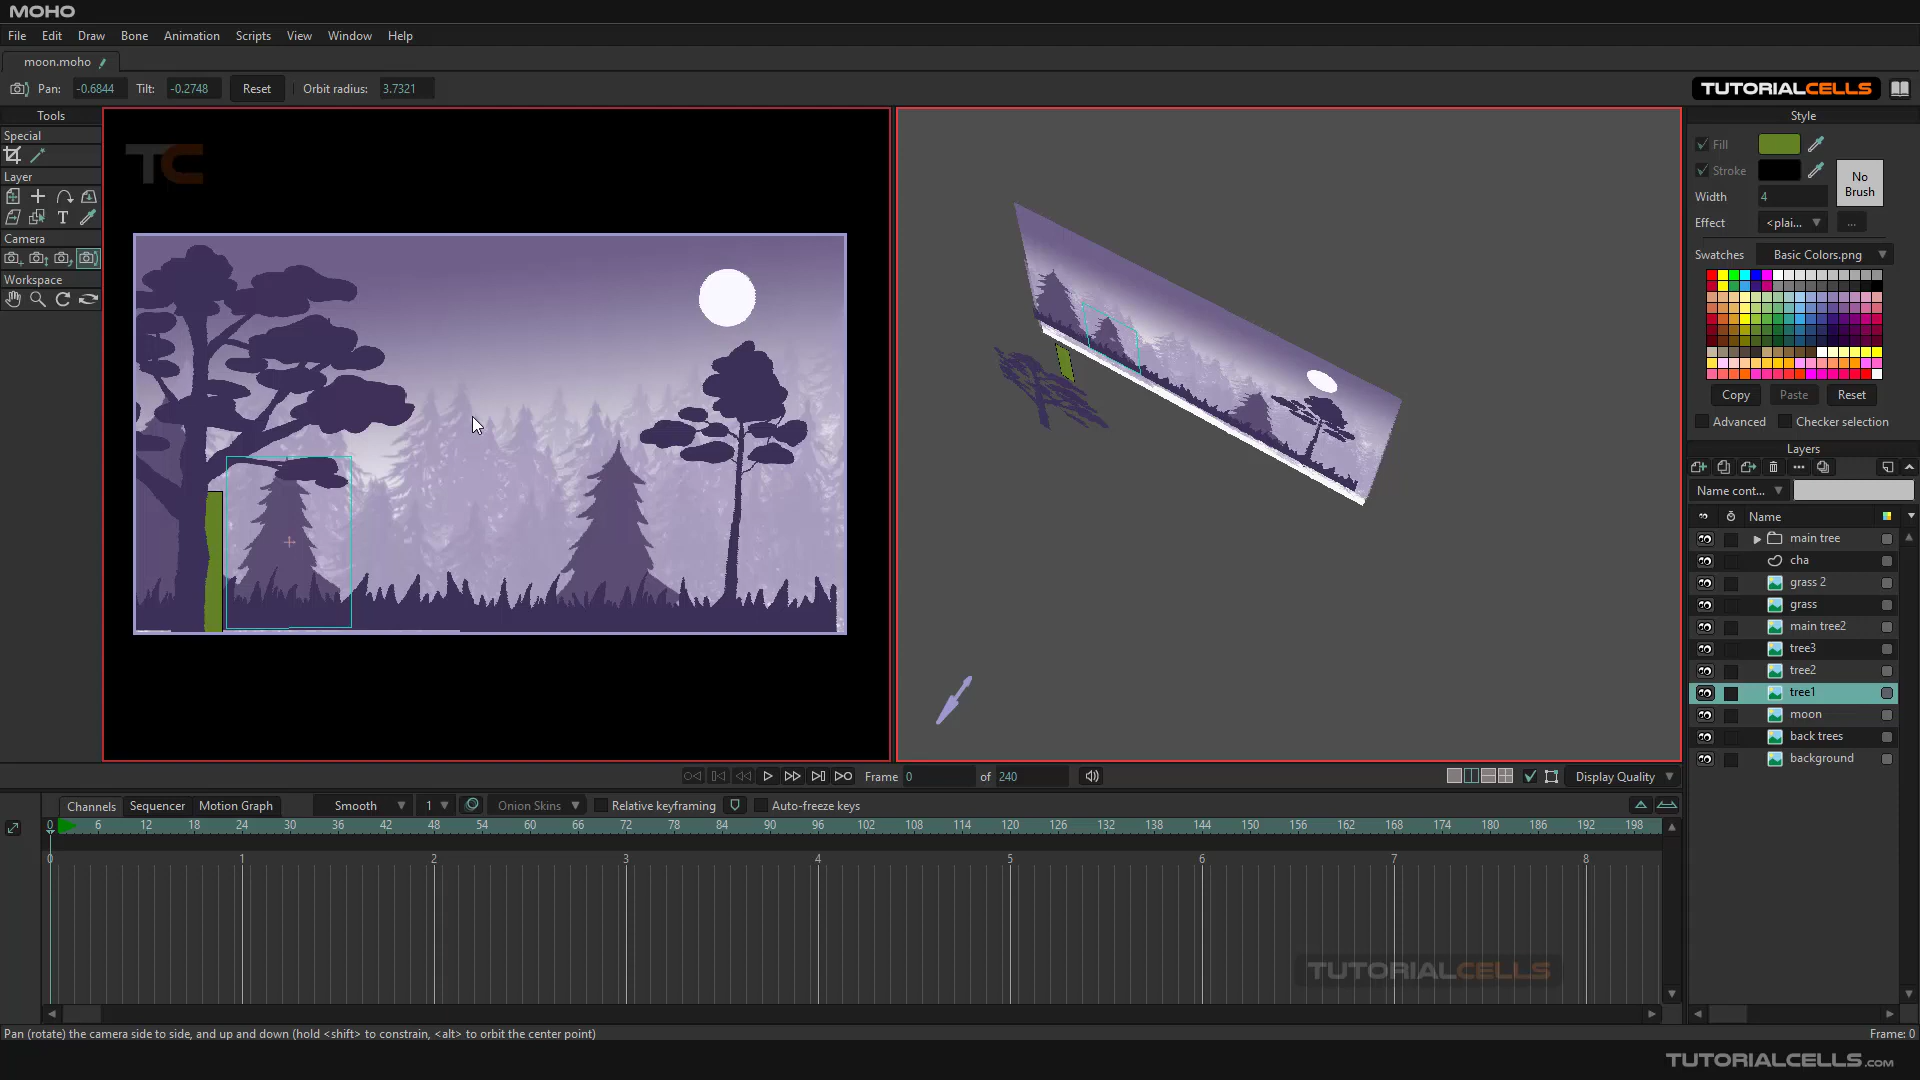 MOHO
File Edit Draw Bone Animation Scripts View Window Help
moon.moho
Pan: -0.6844 Tilt: -0.2748 Reset Orbit radius: 3.7321
TUTORIALCELLS
Tools
Special
Layer
T
Camera
Workspace
TC
Style
Fill
Stroke
No
Brush
Width 4
Effect <plai... ...
Swatches Basic Colors.png
Copy Paste Reset
Advanced Checker selection
Layers
Name cont...
Name
main tree
cha
grass 2
grass
main tree2
tree3
tree2
tree1
moon
back trees
background
Frame 0 of 240 Display Quality
Channels Sequencer Motion Graph Smooth 1 Onion Skins Relative keyframing Auto-freeze keys
0 6 12 18 24 30 36 42 48 54 60 66 72 78 84 90 96 102 108 114 120 126 132 138 144 150 156 162 168 174 180 186 192 198
0 1 2 3 4 5 6 7 8
TUTORIALCELLS
Pan (rotate) the camera side to side, and up and down (hold <shift> to constrain, <alt> to orbit the center point) Frame: 0
TUTORIALCELLS.COM